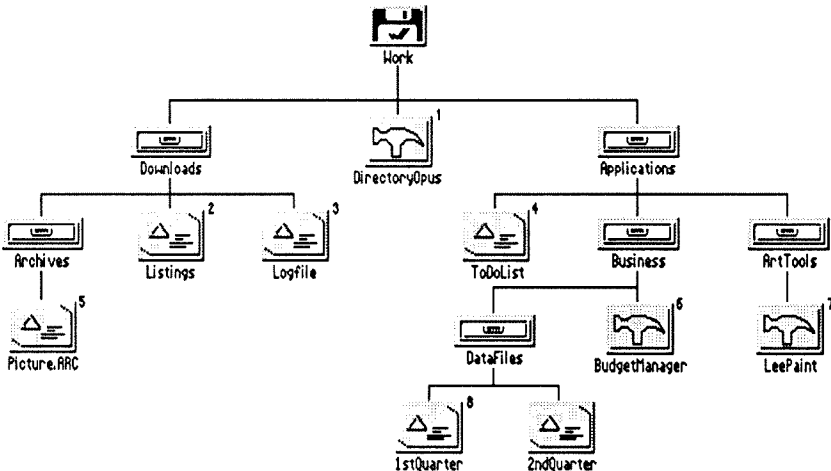 Work
1
Downloads
DirectoryOpus
Applications
2
3
4
Archives
Listings
Logfile
ToDoList
Business
ArtTools
5
6
7
Picture.ARC
DataFiles
BudgetManager
LeePaint
8
1stQuarter
2ndQuarter